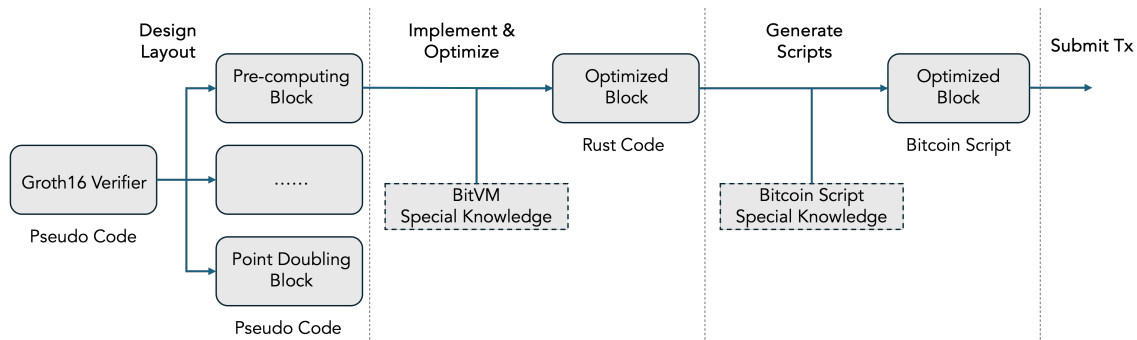 Design
Layout
Implement &
Optimize
Generate
Scripts
Submit Tx
Pre-computing
Block
Optimized
Block
Optimized
Block
Rust Code
Bitcoin Script
Groth16 Verifier
Pseudo Code
......
BitVM
Special Knowledge
Bitcoin Script
Special Knowledge
Point Doubling
Block
Pseudo Code